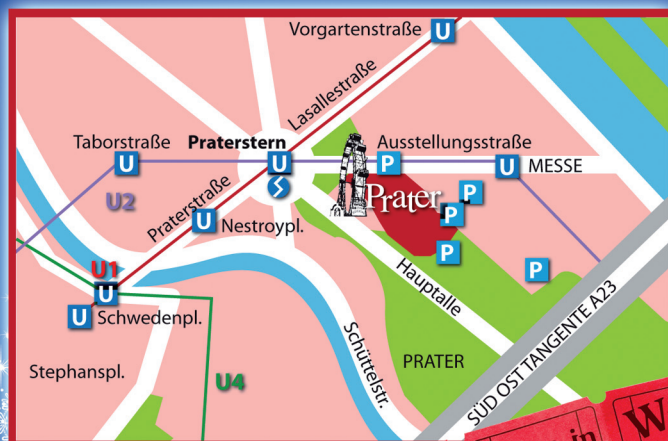 Vorgartenstraße
U
Lasallestraße
Taborstraße
Praterstern
Ausstellungsstraße
U
U
P
U
MESSE
U2
Praterstraße
Prater
P
P
U
Nestroypl.
P
P
U1
U
Hauptalle
U
Schwedenpl.
Stephanspl.
U4
Schüttelstr.
PRATER
SÜD OST TANGENTE A23
in
W